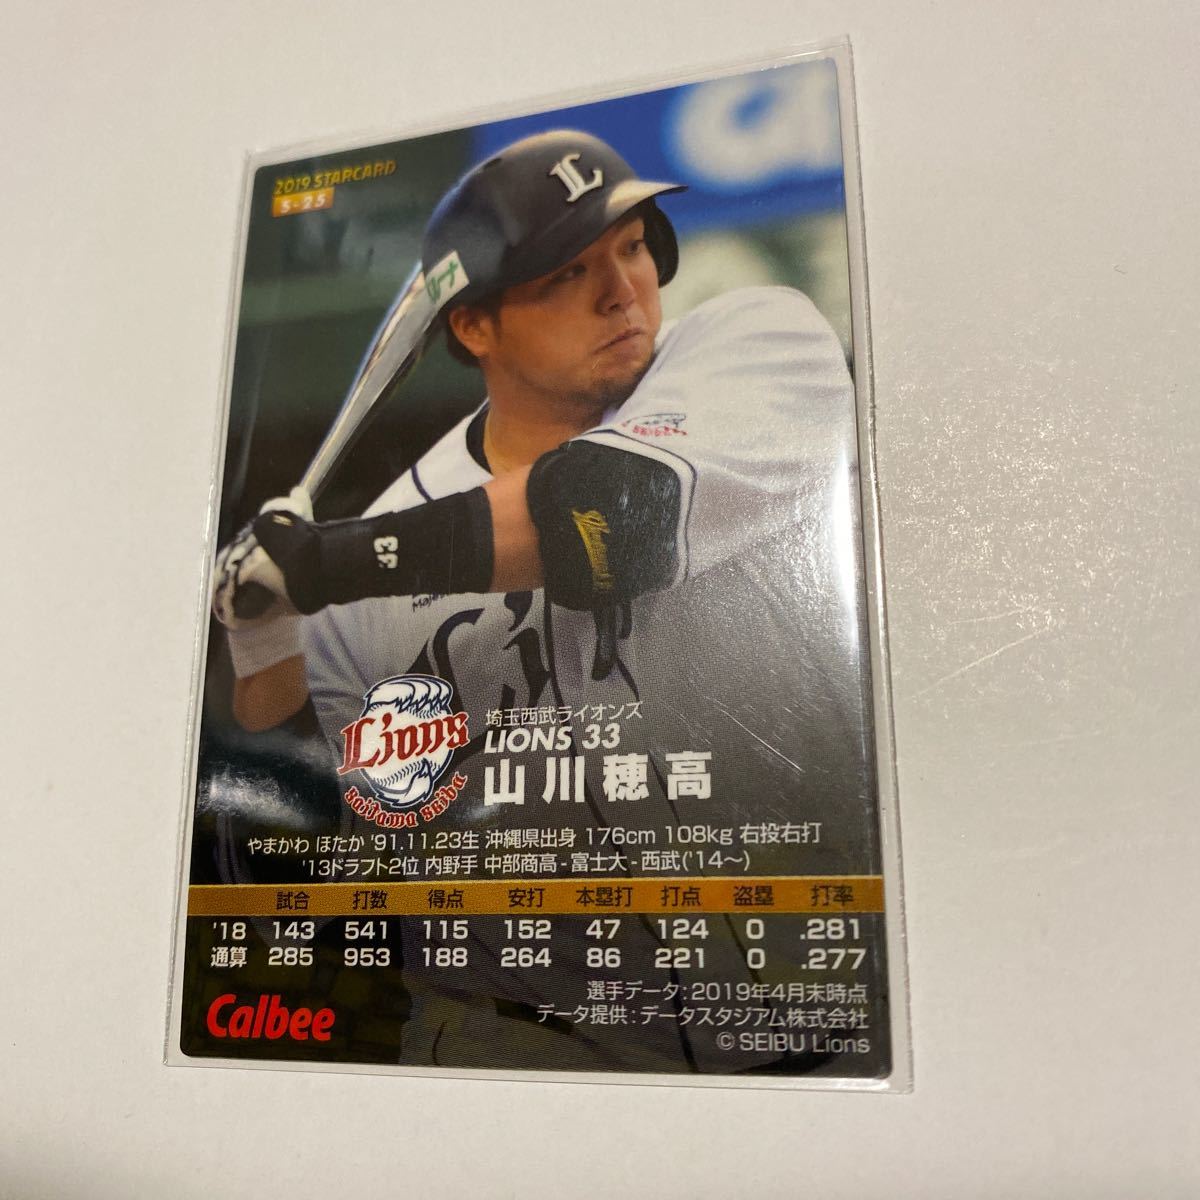 2019 STARCARD
S-25
33
Lions
saitama seibu
埼玉西武ライオンズ
LIONS 33
山川穂高
やまかわ ほたか '91.11.23生 沖縄県出身 176cm 108kg 右投右打
'13ドラフト2位 内野手 中部商高-富士大-西武('14〜)
試合 打数 得点 安打 本塁打 打点 盗塁 打率
'18 143 541 115 152 47 124 0 .281
通算 285 953 188 264 86 221 0 .277
選手データ:2019年4月末時点
データ提供:データスタジアム株式会社
Calbee
© SEIBU Lions